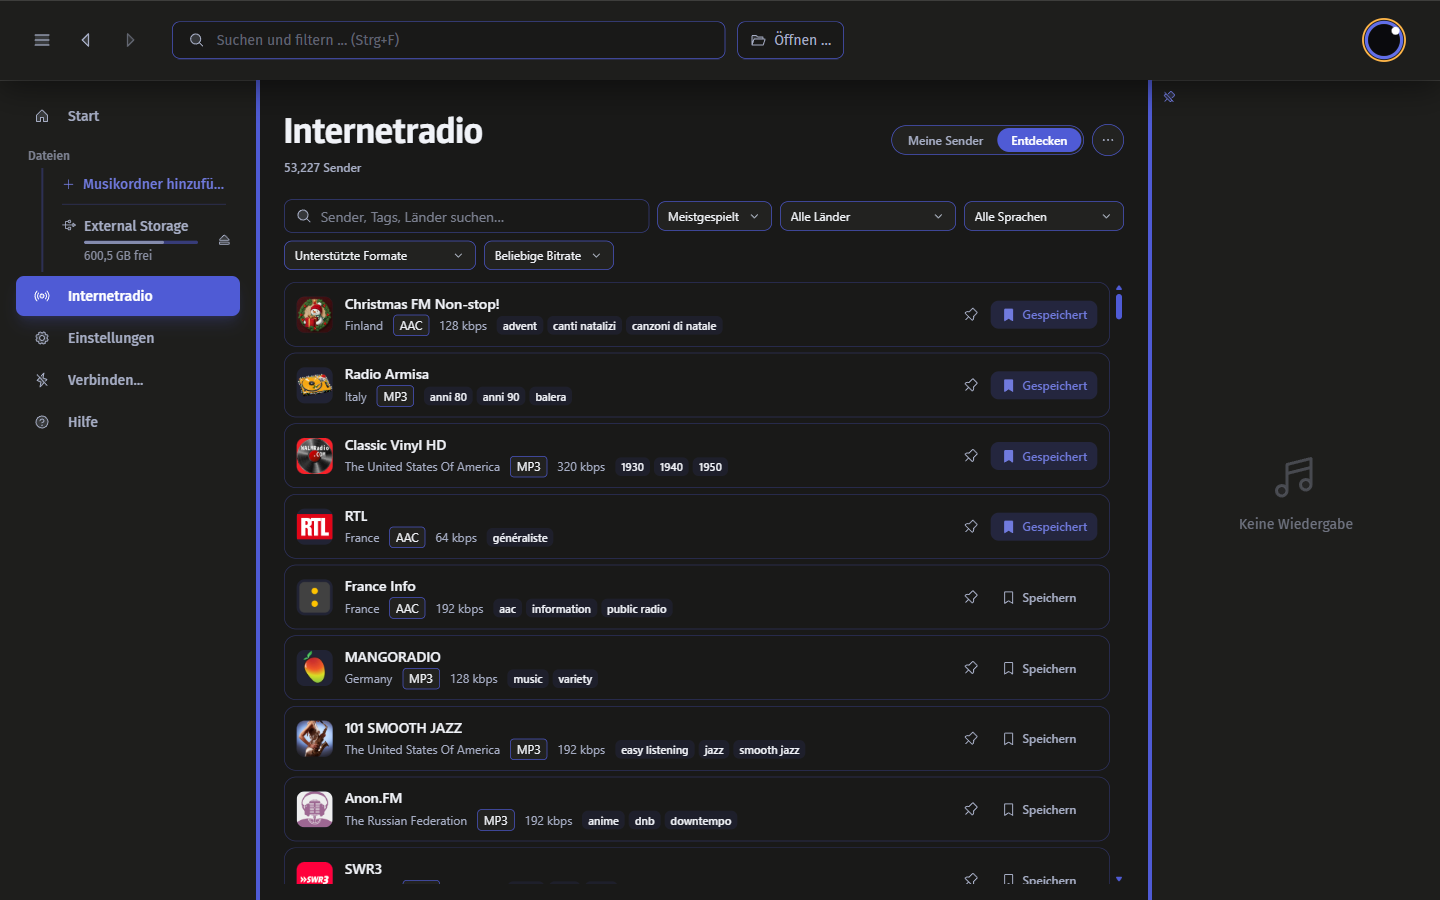 Suchen und filtern ... (Strg+F)
Öffnen ...
Start
Dateien
Musikordner hinzufü...
External Storage
600,5 GB frei
Internetradio
Einstellungen
Verbinden...
Hilfe
Internetradio
53,227 Sender
Meine Sender
Entdecken
Sender, Tags, Länder suchen...
Meistgespielt
Alle Länder
Alle Sprachen
Unterstützte Formate
Beliebige Bitrate
Christmas FM Non-stop!
Finland AAC 128 kbps advent canti natalizi canzoni di natale
Gespeichert
Radio Armisa
Italy MP3 anni 80 anni 90 balera
Gespeichert
Classic Vinyl HD
The United States Of America MP3 320 kbps 1930 1940 1950
Gespeichert
RTL
RTL
France AAC 64 kbps généraliste
Gespeichert
France Info
France AAC 192 kbps aac information public radio
Speichern
MANGORADIO
Germany MP3 128 kbps music variety
Speichern
101 SMOOTH JAZZ
The United States Of America MP3 192 kbps easy listening jazz smooth jazz
Speichern
Anon.FM
The Russian Federation MP3 192 kbps anime dnb downtempo
Speichern
SWR3
SWR3
Speichern
Keine Wiedergabe